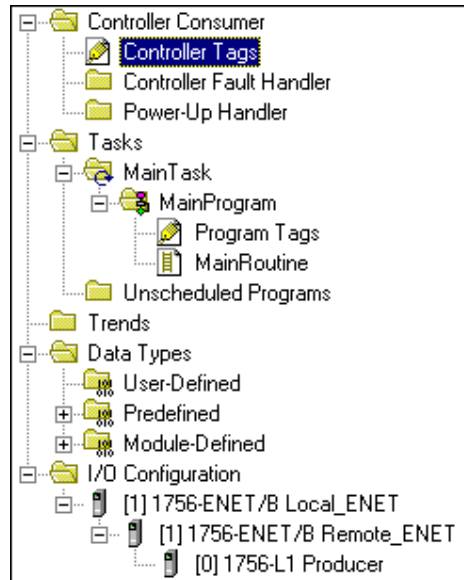 Controller Consumer
Controller Tags
Controller Fault Handler
Power-Up Handler
Tasks
MainTask
MainProgram
Program Tags
MainRoutine
Unscheduled Programs
Trends
Data Types
User-Defined
Predefined
Module-Defined
I/O Configuration
[1] 1756-ENET/B Local_ENET
[1] 1756-ENET/B Remote_ENET
[0] 1756-L1 Producer